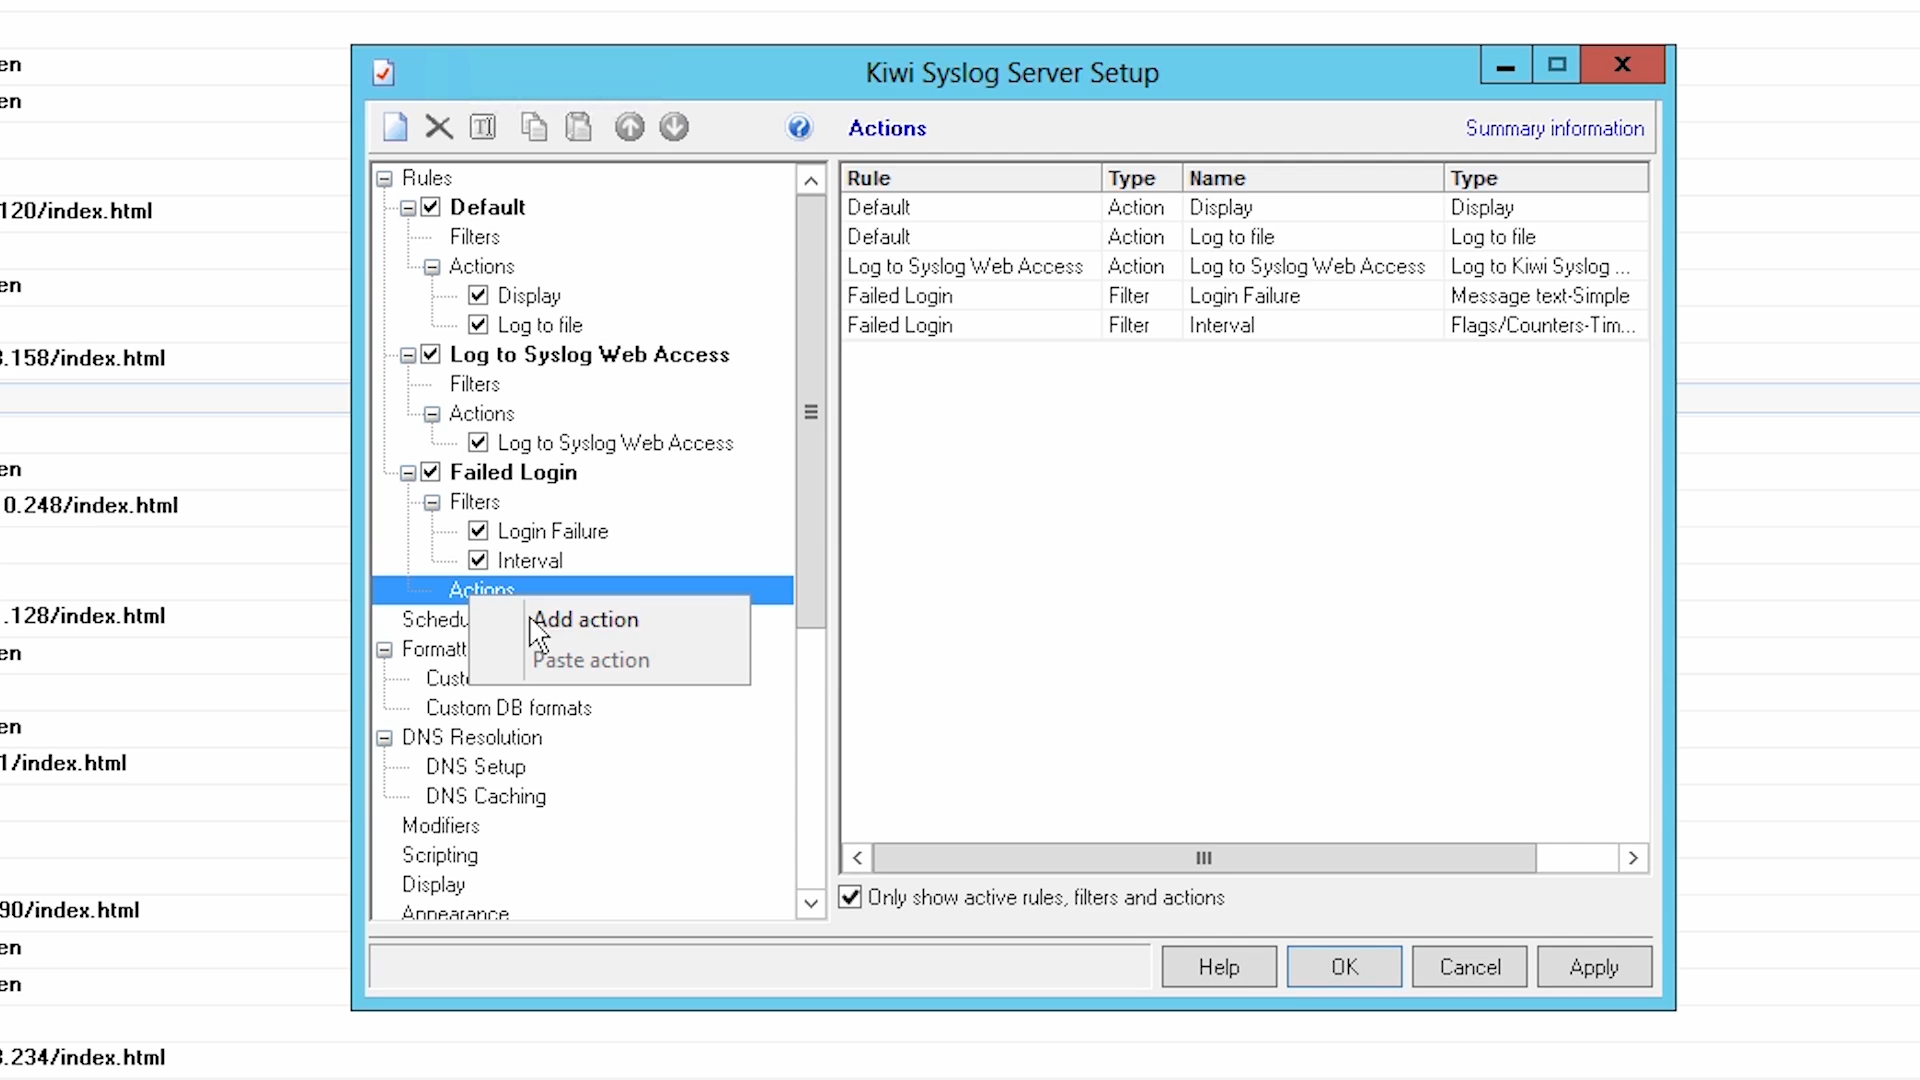 en
en
120/index.html
en
3.158/index.html
en
0.248/index.html
.128/index.html
en
en
1/index.html
90/index.html
en
en
3.234/index.html
Kiwi Syslog Server Setup
Actions
Summary information
Rules
Default
Filters
Actions
Display
Log to file
Log to Syslog Web Access
Filters
Actions
Log to Syslog Web Access
Failed Login
Filters
Login Failure
Interval
Actions
Schedu
Formatt
Custo
Custom DB formats
DNS Resolution
DNS Setup
DNS Caching
Modifiers
Scripting
Display
Appearance
Add action
Paste action
Rule Type Name Type
Default Action Display Display
Default Action Log to file Log to file
Log to Syslog Web Access Action Log to Syslog Web Access Log to Kiwi Syslog ...
Failed Login Filter Login Failure Message text-Simple
Failed Login Filter Interval Flags/Counters-Tim...
Only show active rules, filters and actions
Help OK Cancel Apply